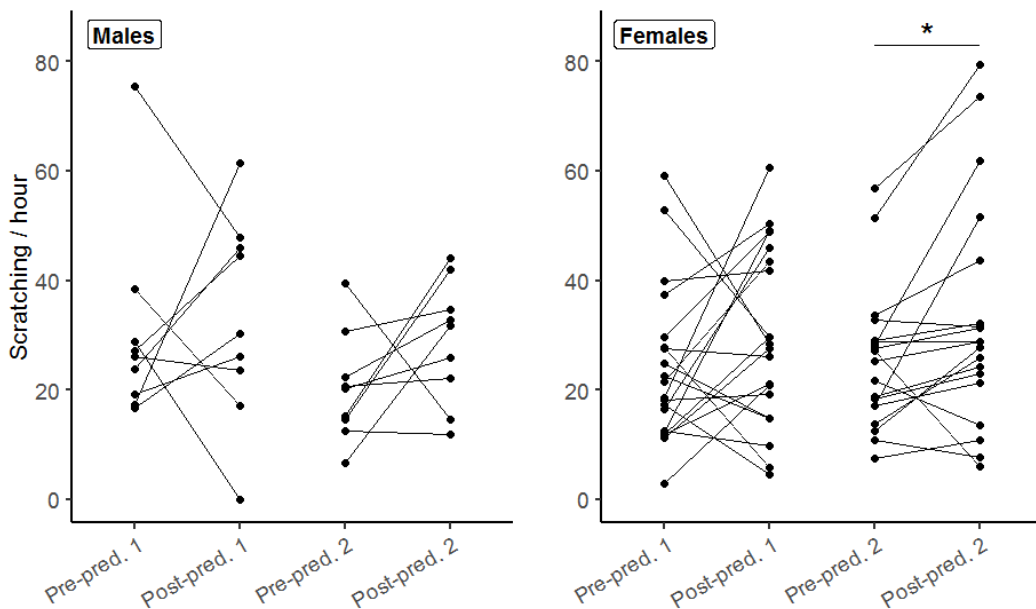 Males
Females
*
Scratching / hour
80
60
40
20
0
80
60
40
20
0
Pre-pred. 1
Post-pred. 1
Pre-pred. 2
Post-pred. 2
Pre-pred. 1
Post-pred. 1
Pre-pred. 2
Post-pred. 2